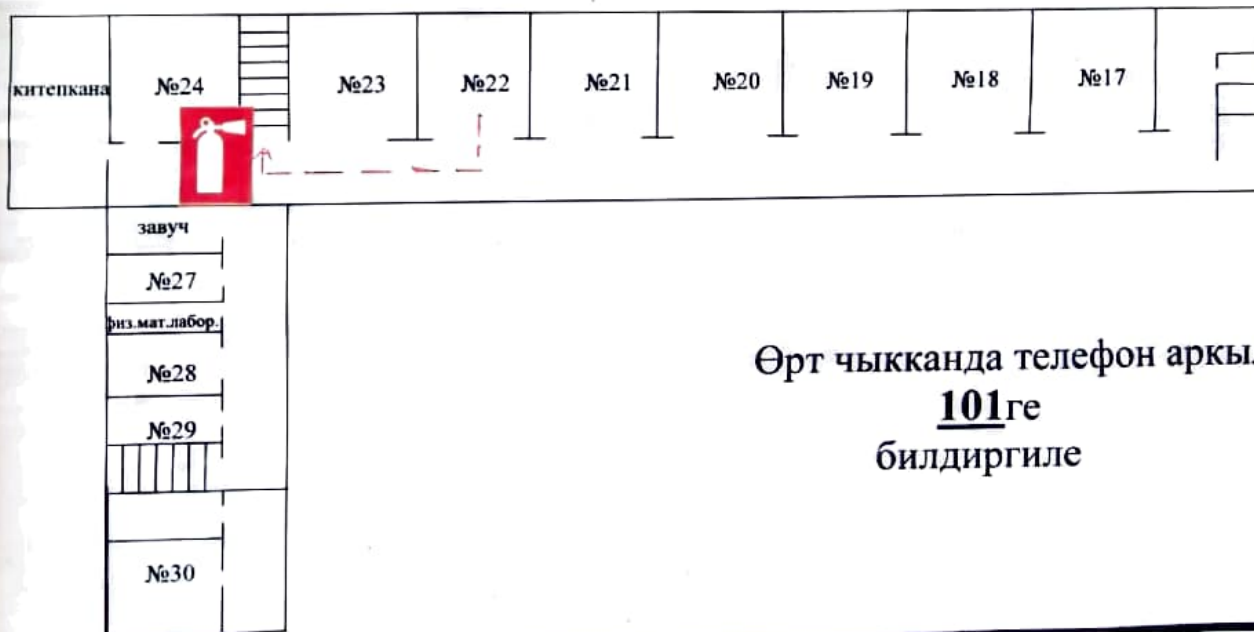 китепкана
№24
№23
№22
№21
№20
№19
№18
№17
завуч
№27
физ.мат.лабор.
№28
№29
№30
Өрт чыкканда телефон
101ге
билдиргиле